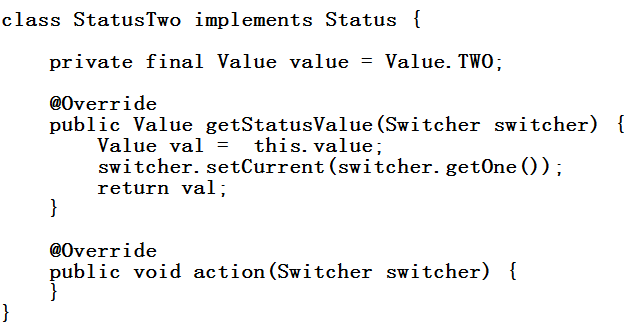 class StatusTwo implements Status {
    private final Value value = Value.TWO;
    @Override
    public Value getStatusValue(Switcher switcher) {
        Value val =  this.value;
        switcher.setCurrent(switcher.getOne());
        return val;
    }
    @Override
    public void action(Switcher switcher) {
    }
}